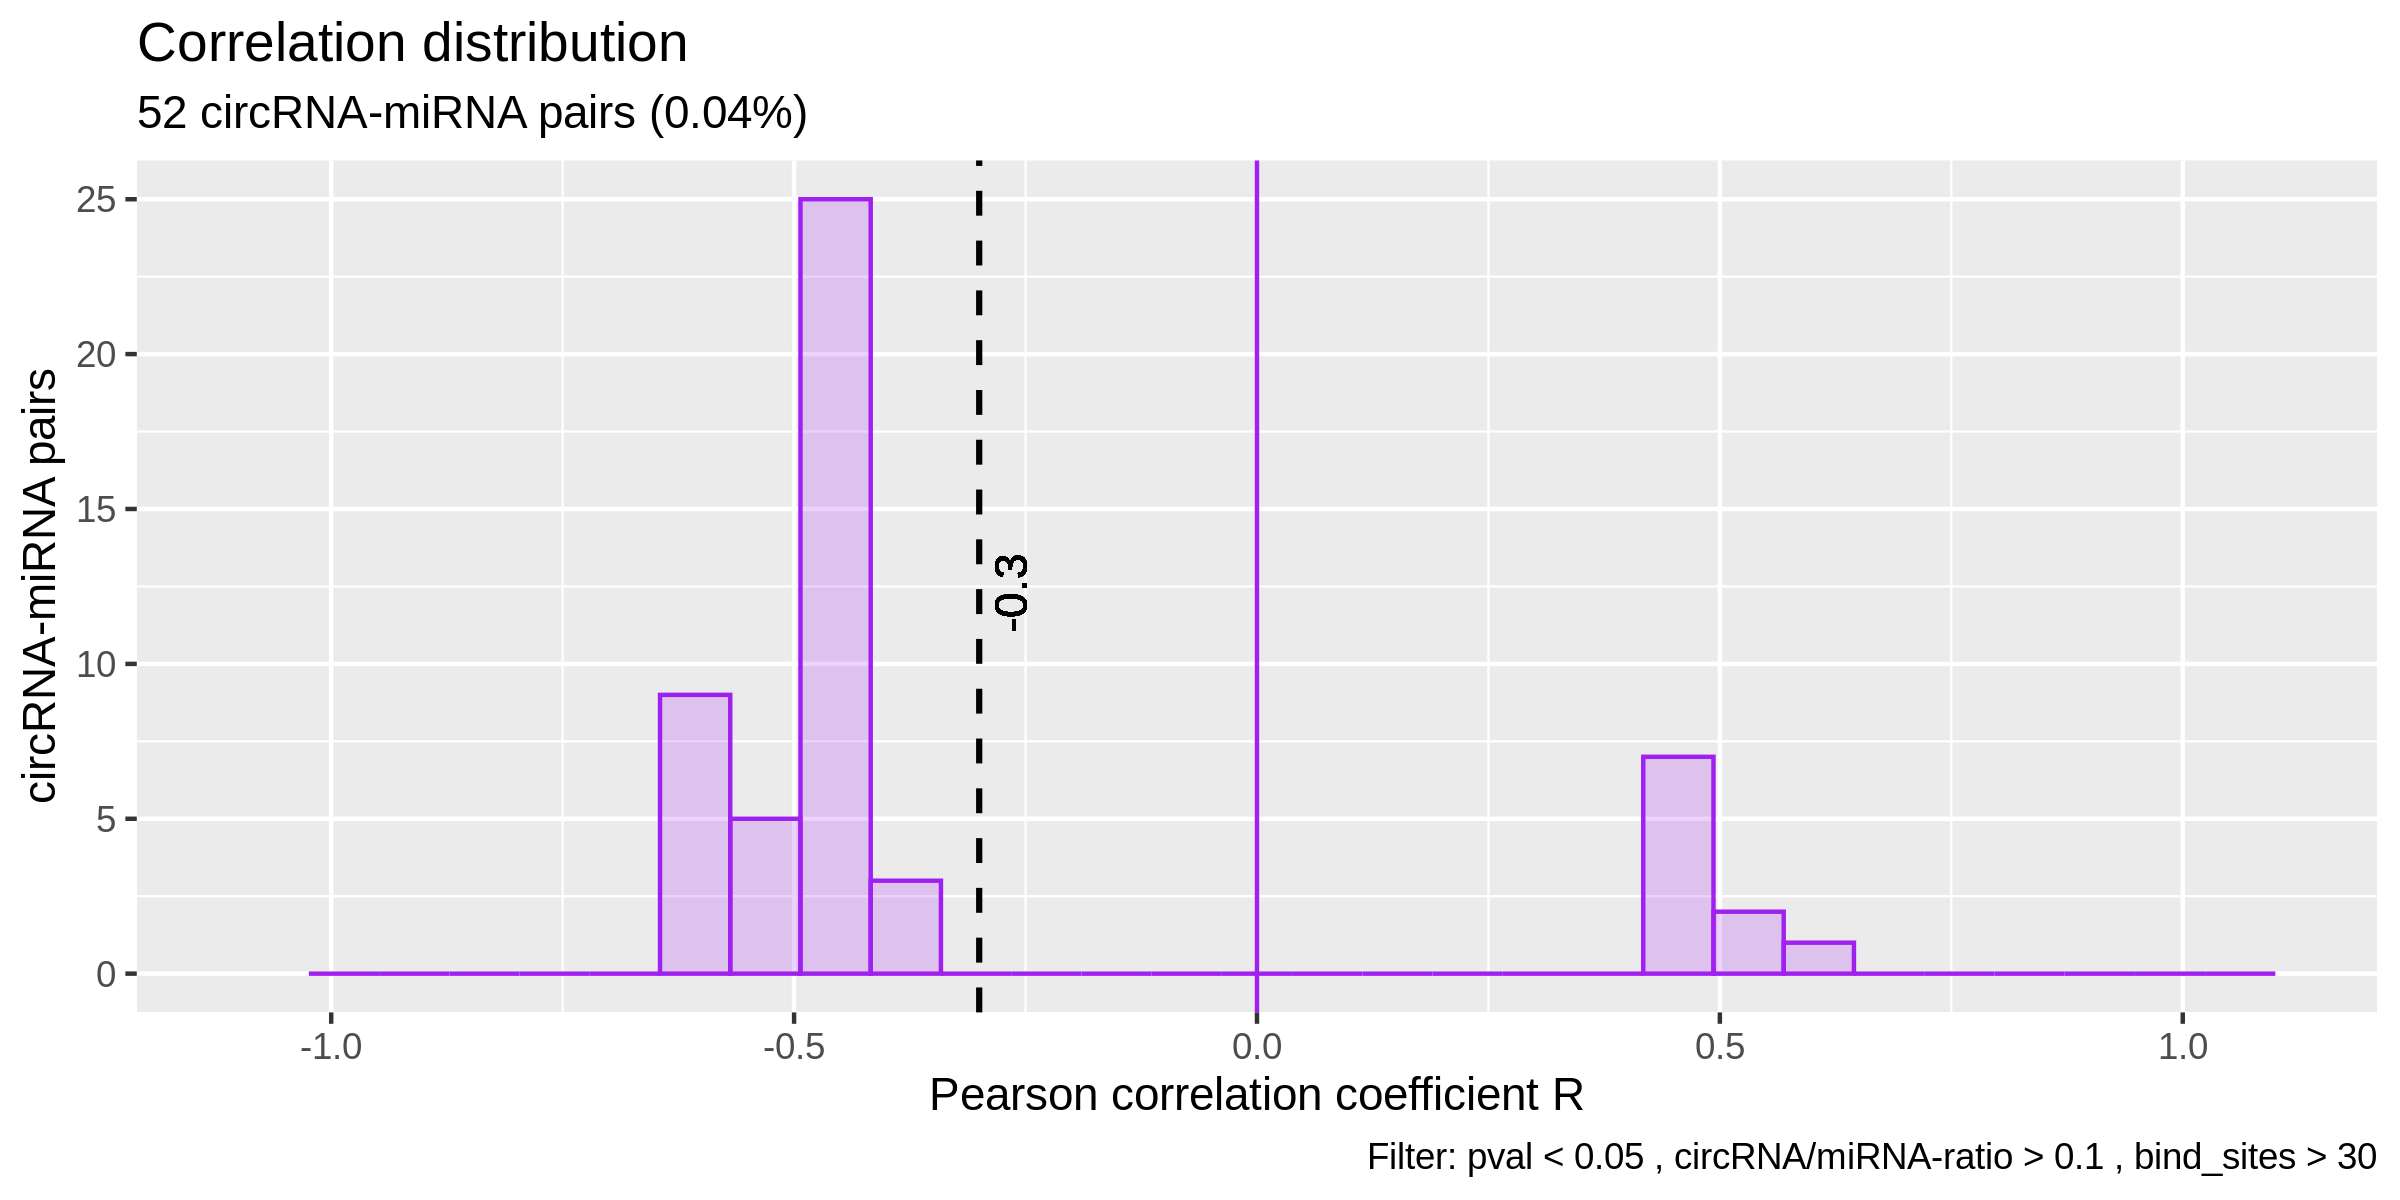 Correlation distribution
52 circRNA-miRNA pairs (0.04%)
circRNA-miRNA pairs
25
20
15
10
5
0
-0.3
-1.0
-0.5
0.0
0.5
1.0
Pearson correlation coefficient R
Filter: pval < 0.05 , circRNA/miRNA-ratio > 0.1 , bind_sites > 30